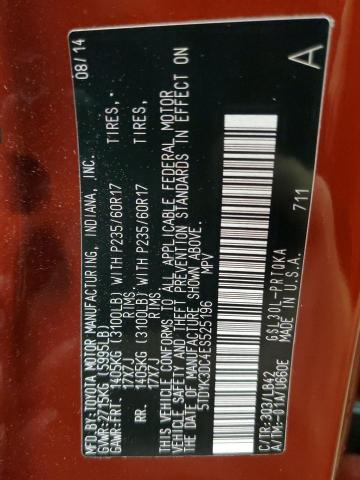 MFD. BY: TOYOTA MOTOR MANUFACTURING, INDIANA, INC. 08/14
GVWR: 2715KG (5995LB)
GAWR: FRT. 1405KG (3100LB) WITH P235/60R17 TIRES,
17X7J RIMS,
RR. 1405KG (3100LB) WITH P235/60R17 TIRES,
17X7J RIMS,
THIS VEHICLE CONFORMS TO ALL APPLICABLE FEDERAL MOTOR
VEHICLE SAFETY AND THEFT PREVENTION STANDARDS IN EFFECT ON
THE DATE OF MANUFACTURE SHOWN ABOVE.
5TDYK3DC4ES525196 MPV
A
C/TR: 3Q3/LB42 GSL30L-PRTQKA 711
A/TM: -01A/U660E MADE IN U.S.A.